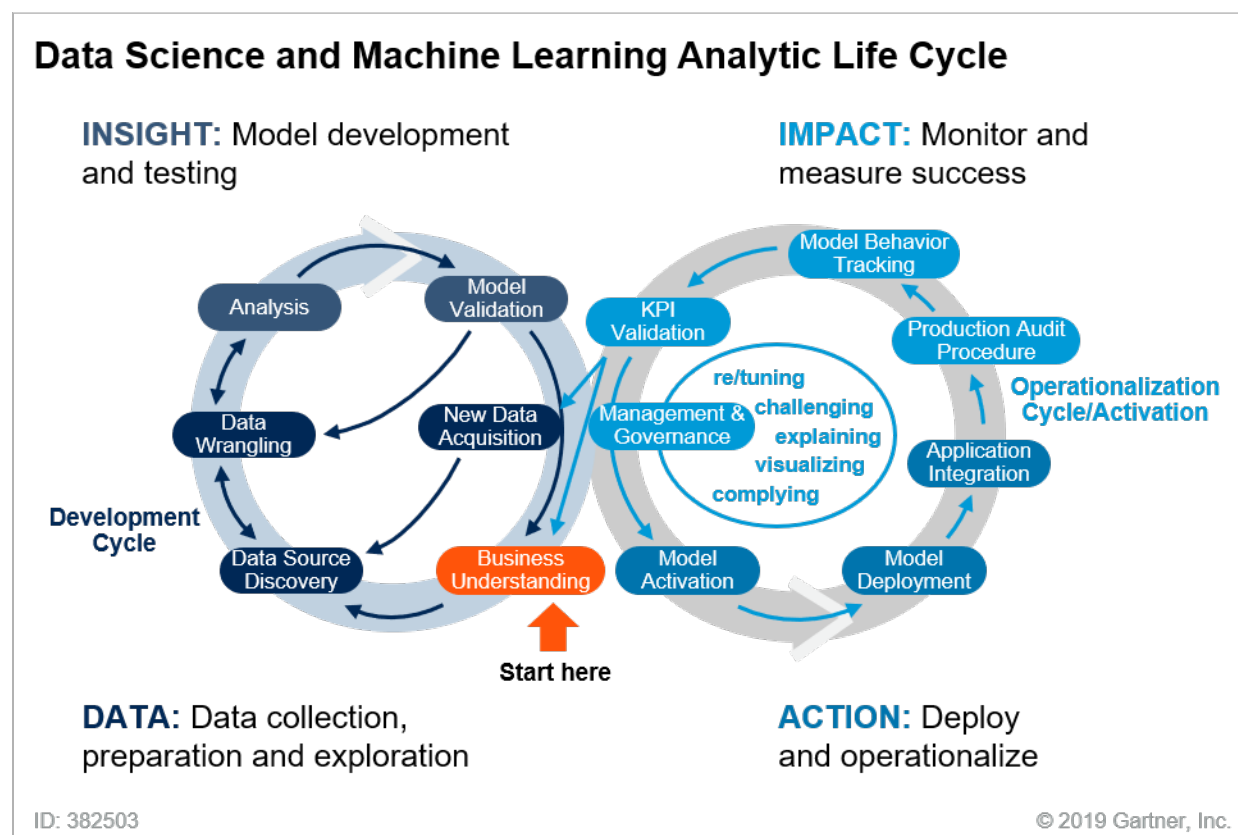 Data Science and Machine Learning Analytic Life Cycle
INSIGHT: Model development
and testing
IMPACT: Monitor and
measure success
Analysis
Model
Validation
Data
Wrangling
New Data
Acquisition
Development
Cycle
Data Source
Discovery
Business
Understanding
Start here
Model Behavior
Tracking
KPI
Validation
Production Audit
Procedure
re/tuning
challenging
explaining
visualizing
complying
Management &
Governance
Operationalization
Cycle/Activation
Application
Integration
Model
Activation
Model
Deployment
DATA: Data collection,
preparation and exploration
ACTION: Deploy
and operationalize
ID: 382503
© 2019 Gartner, Inc.